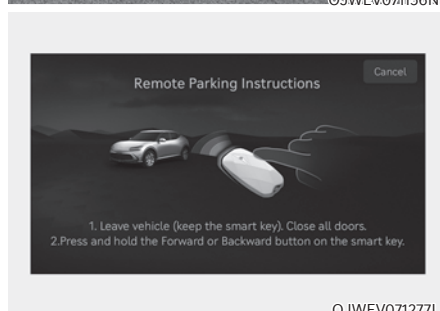 Cancel
Remote Parking Instructions
1. Leave vehicle (keep the smart key). Close all doors.
2.Press and hold the Forward or Backward button on the smart key.